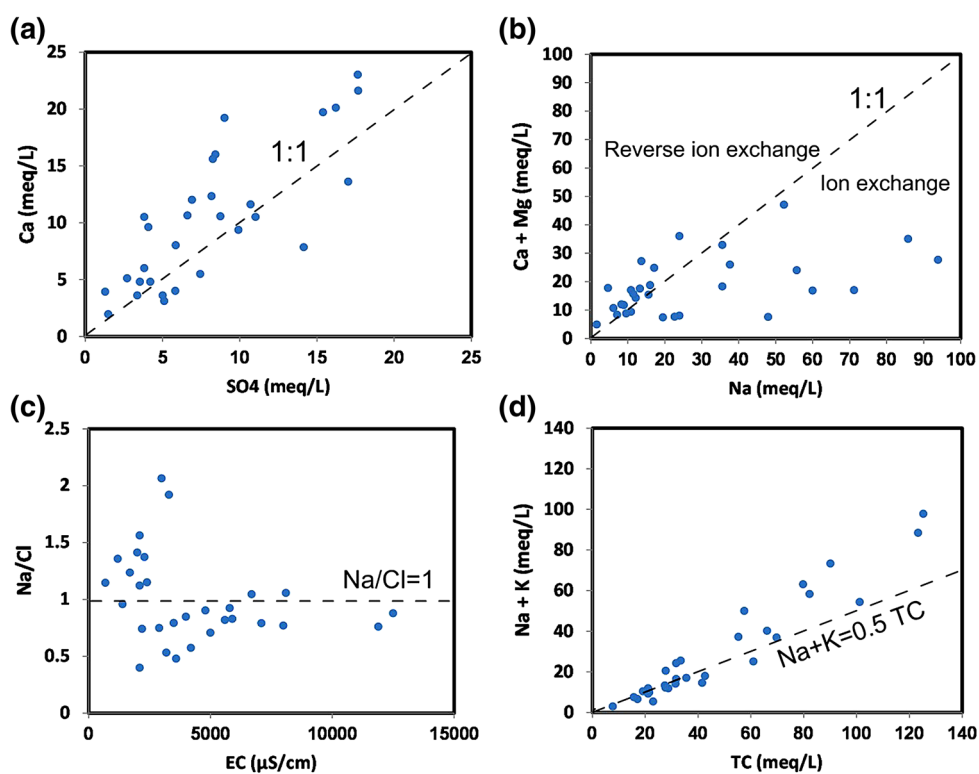 (a)
25
20
15
10
5
0
Ca (meq/L)
1:1
0 5 10 15 20 25
SO4 (meq/L)
(b)
100
90
80
70
60
50
40
30
20
10
0
Ca + Mg (meq/L)
1:1
Reverse ion exchange
Ion exchange
0 10 20 30 40 50 60 70 80 90 100
Na (meq/L)
(c)
2.5
2
1.5
1
0.5
0
Na/Cl
Na/Cl=1
0 5000 10000 15000
EC (µS/cm)
(d)
140
120
100
80
60
40
20
0
Na + K (meq/L)
Na+K=0.5 TC
0 20 40 60 80 100 120 140
TC (meq/L)